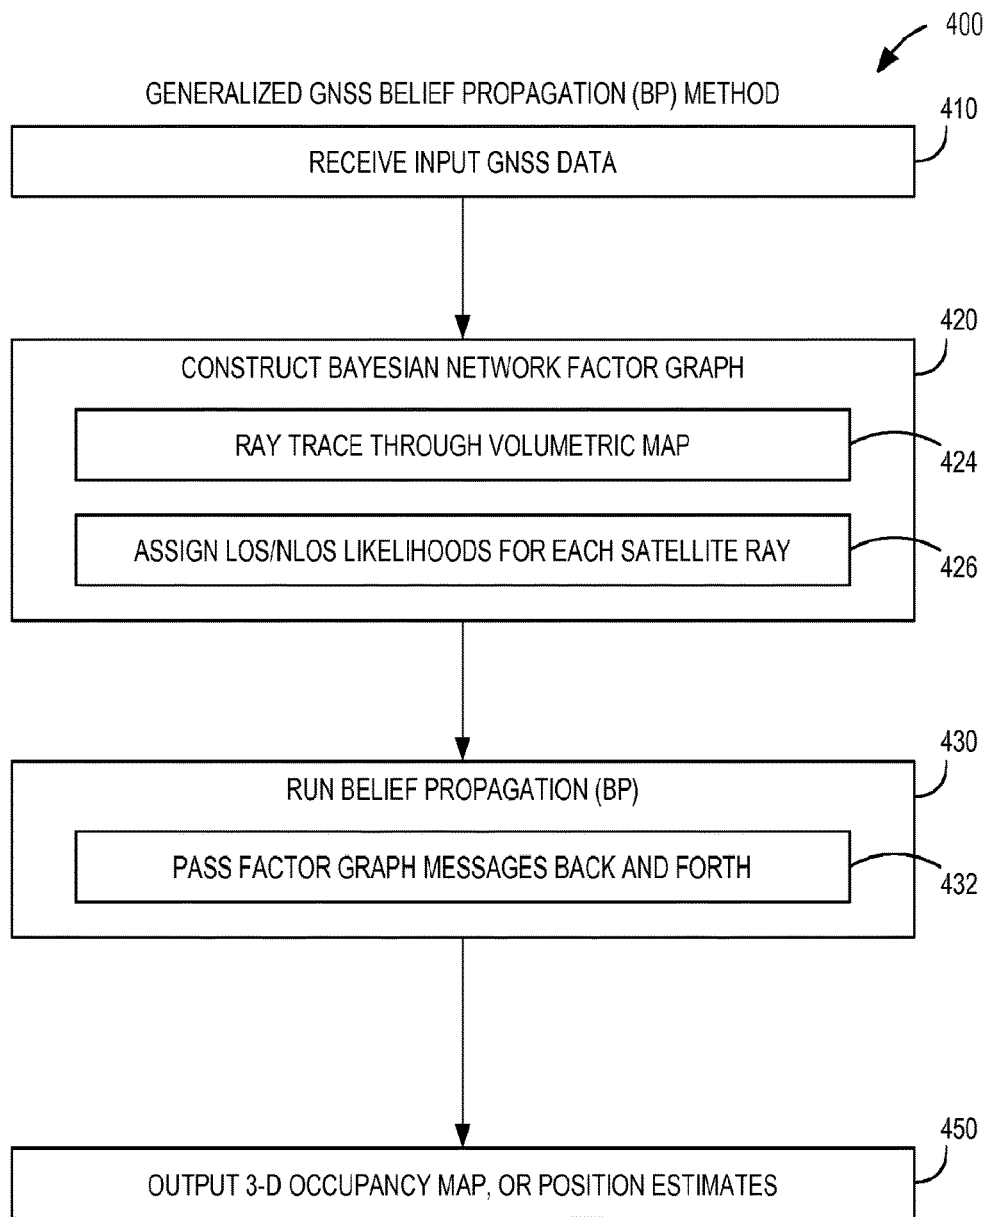 400
GENERALIZED GNSS BELIEF PROPAGATION (BP) METHOD
410
RECEIVE INPUT GNSS DATA
420
CONSTRUCT BAYESIAN NETWORK FACTOR GRAPH
RAY TRACE THROUGH VOLUMETRIC MAP
424
ASSIGN LOS/NLOS LIKELIHOODS FOR EACH SATELLITE RAY
426
430
RUN BELIEF PROPAGATION (BP)
PASS FACTOR GRAPH MESSAGES BACK AND FORTH
432
450
OUTPUT 3-D OCCUPANCY MAP, OR POSITION ESTIMATES